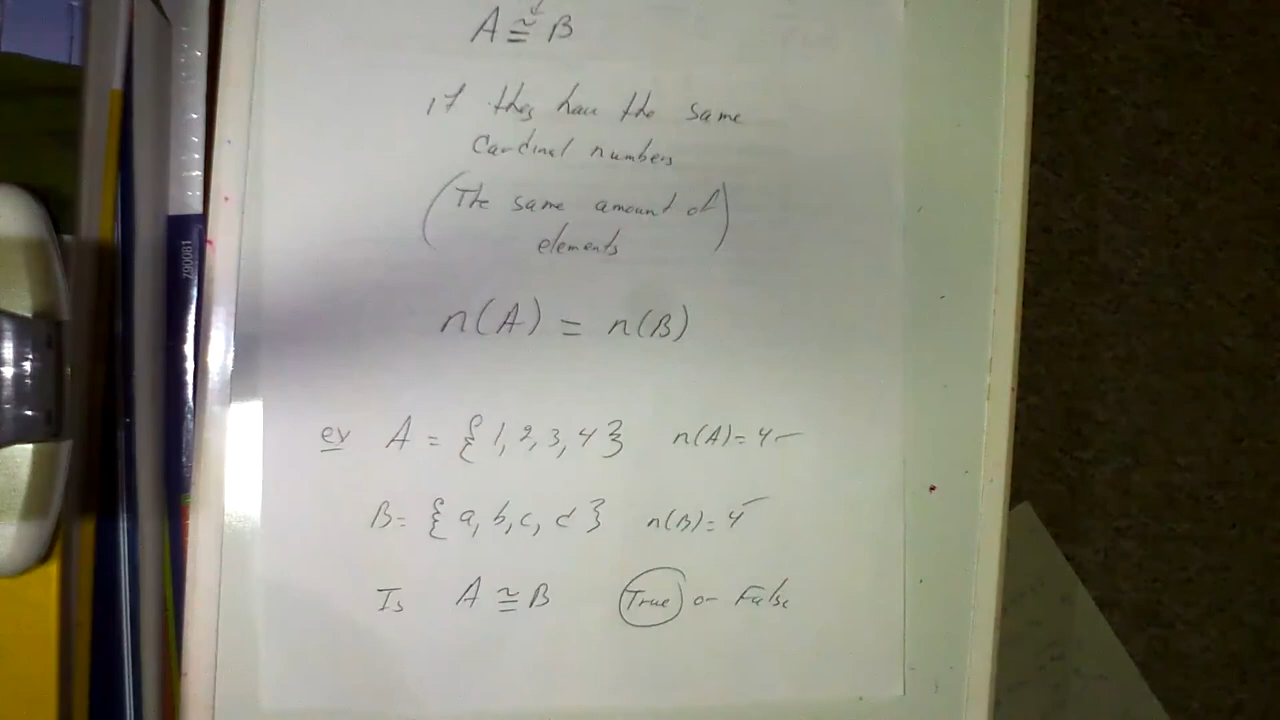 A ≅ B
if they have the same
Cardinal numbers
(The same amount of)
elements
n(A) = n(B)
ex A = {1, 2, 3, 4} n(A) = 4
B = {a, b, c, d} n(B) = 4
Is A ≅ B True or False
Z90081